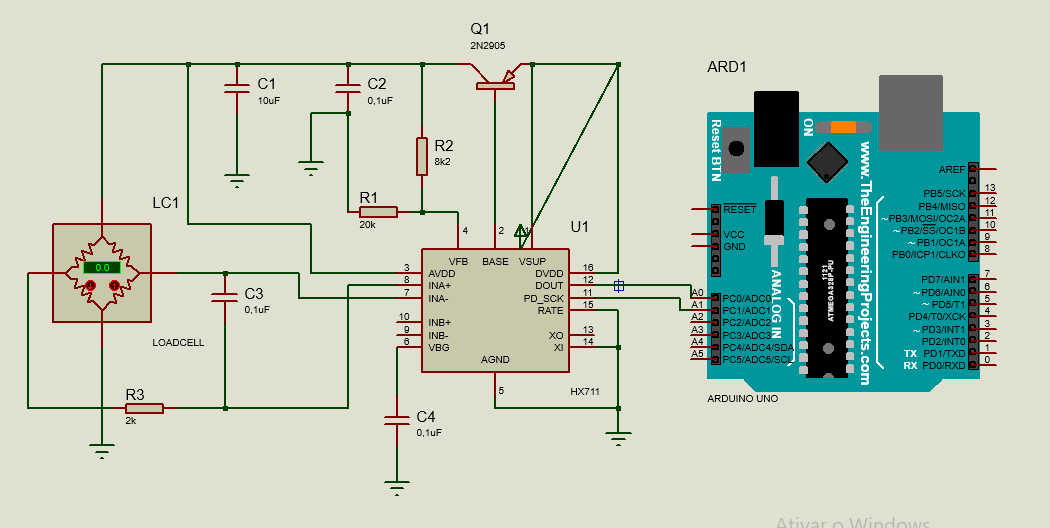 Q1
2N2905
C1
10uF
C2
0,1uF
R2
8k2
R1
20k
LC1
0.0
LOADCELL
C3
0,1uF
R3
2k
C4
0,1uF
U1
4
2
1
VFB
BASE
VSUP
3
AVDD
8
INA+
7
INA-
10
INB+
9
INB-
6
VBG
DVDD
16
DOUT
12
PD_SCK
11
RATE
15
XO
13
XI
14
AGND
5
HX711
ARD1
Reset BTN
ON
www.TheEngineeringProjects.com
ANALOG IN
ATMEGA328P-PU
1121
RESET
VCC
GND
A0
PC0/ADC0
A1
PC1/ADC1
A2
PC2/ADC2
A3
PC3/ADC3
A4
PC4/ADC4/SDA
A5
PC5/ADC5/SCL
AREF
PB5/SCK
13
PB4/MISO
12
~PB3/MOSI/OC2A
11
~ PB2/SS/OC1B
10
~ PB1/OC1A
9
PB0/ICP1/CLKO
8
PD7/AIN1
7
~ PD6/AIN0
6
~ PD5/T1
5
PD4/T0/XCK
4
~ PD3/INT1
3
PD2/INT0
2
TX PD1/TXD
1
RX PD0/RXD
0
ARDUINO UNO
Ativar o Windows